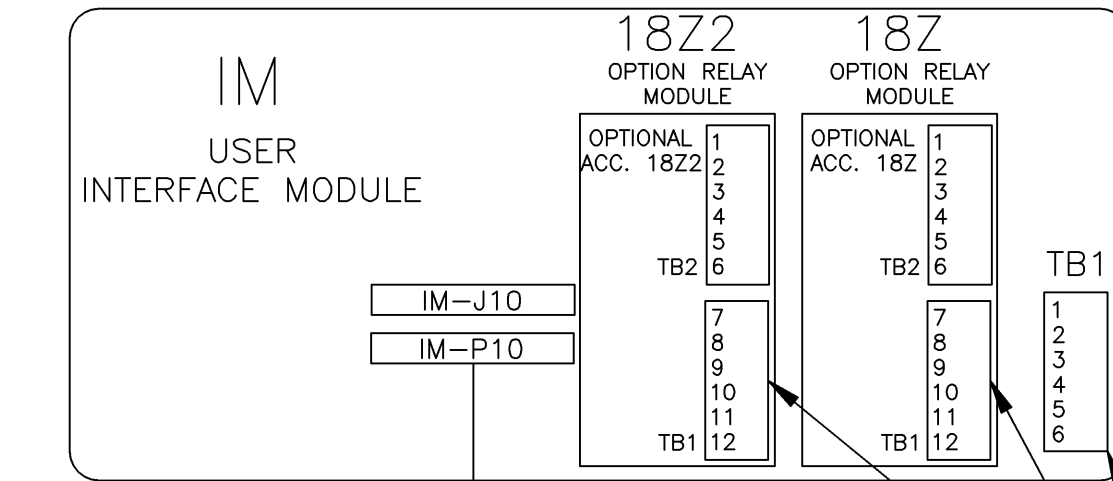 IM
USER
INTERFACE MODULE
IM-J10
IM-P10
18Z2
OPTION RELAY
MODULE
OPTIONAL
ACC. 18Z2
1
2
3
4
5
TB2 6
7
8
9
10
11
TB1 12
18Z
OPTION RELAY
MODULE
OPTIONAL
ACC. 18Z
1
2
3
4
5
TB2 6
7
8
9
10
11
TB1 12
TB1
1
2
3
4
5
6